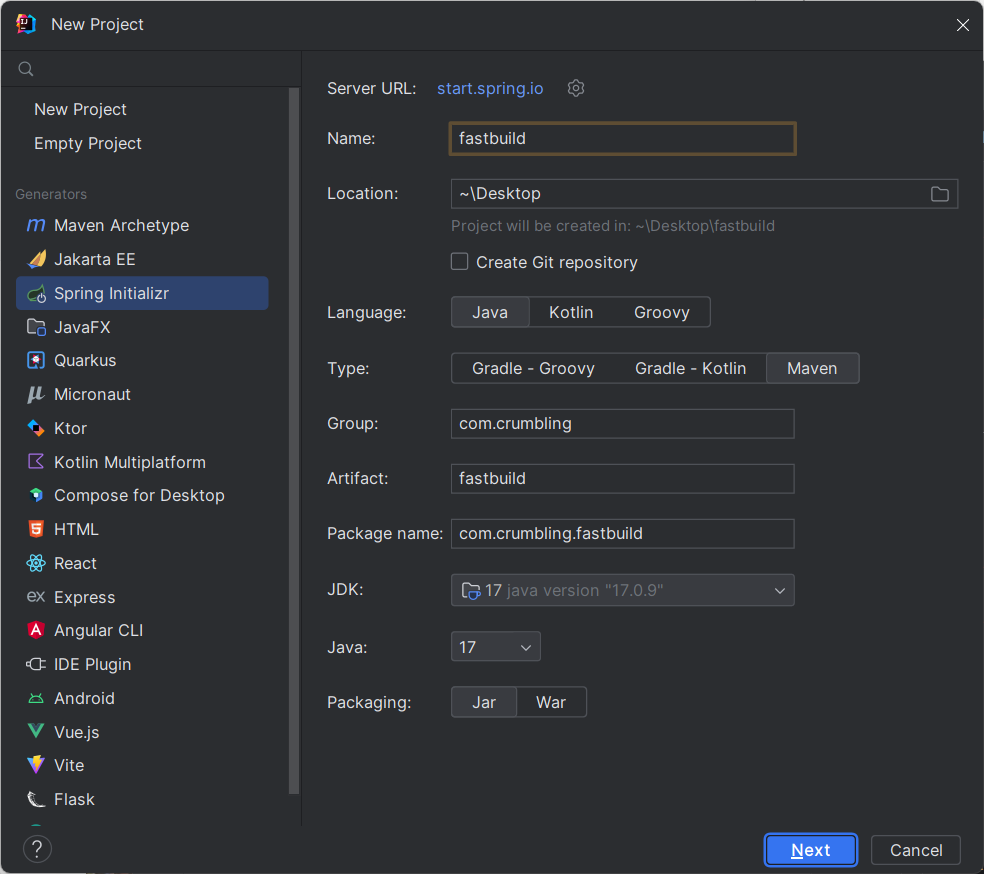 New Project
New Project
Empty Project
Generators
Maven Archetype
Jakarta EE
Spring Initializr
JavaFX
Quarkus
Micronaut
Ktor
Kotlin Multiplatform
Compose for Desktop
HTML
React
Express
Angular CLI
IDE Plugin
Android
Vue.js
Vite
Flask
Server URL: start.spring.io
Name: fastbuild
Location: ~\Desktop
Project will be created in: ~\Desktop\fastbuild
Create Git repository
Language: Java Kotlin Groovy
Type: Gradle - Groovy Gradle - Kotlin Maven
Group: com.crumbling
Artifact: fastbuild
Package name: com.crumbling.fastbuild
JDK: 17 java version "17.0.9"
Java: 17
Packaging: Jar War
? Next Cancel